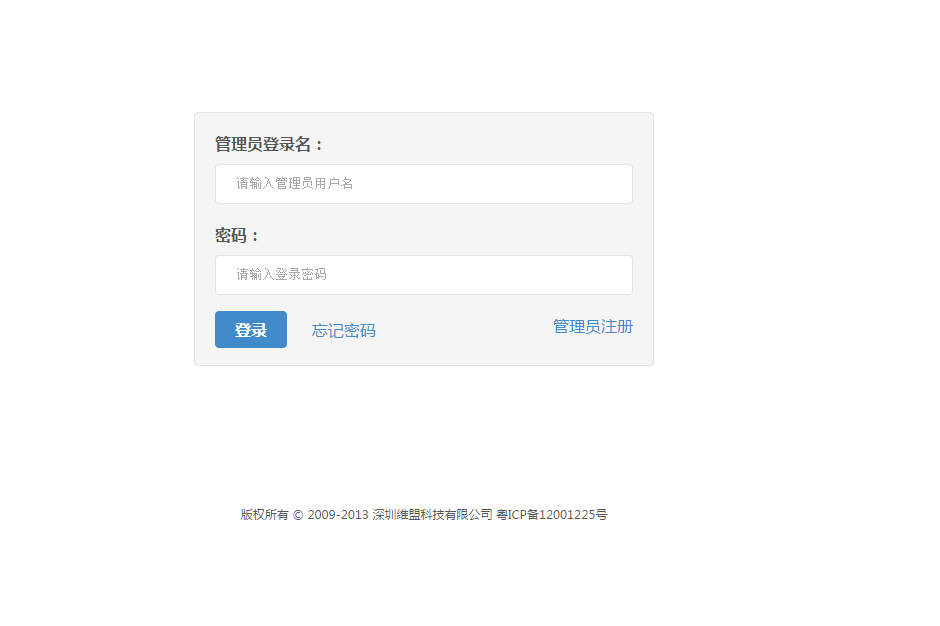 管理员登录名：
请输入管理员用户名
密码：
请输入登录密码
登录 忘记密码 管理员注册
版权所有 © 2009-2013 深圳维盟科技有限公司 粤ICP备12001225号